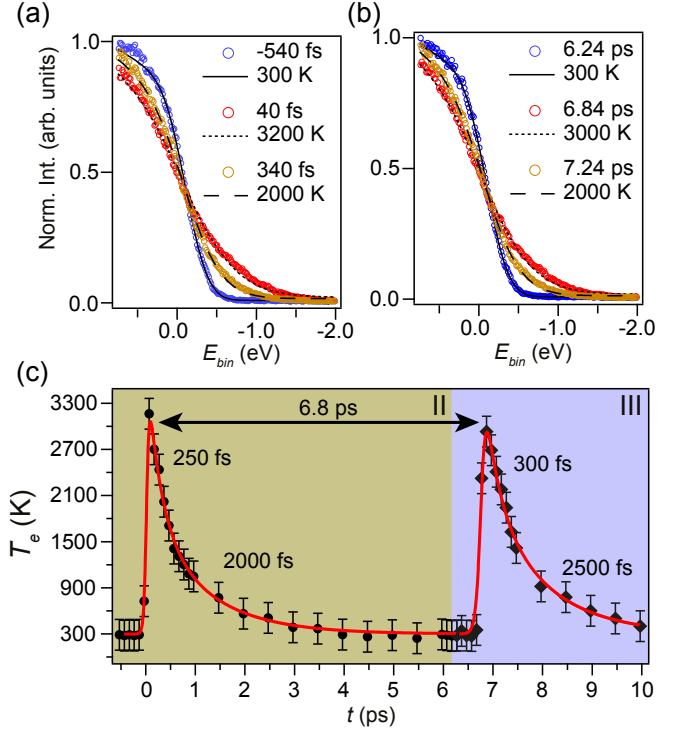 (a)
Norm. Int. (arb. units)
1.0
0.5
0.0
-540 fs
300 K
40 fs
3200 K
340 fs
2000 K
0.0
-1.0
-2.0
E_bin (eV)
(b)
1.0
0.5
0.0
6.24 ps
300 K
6.84 ps
3000 K
7.24 ps
2000 K
0.0
-1.0
-2.0
E_bin (eV)
(c)
T_e (K)
3300
2700
2100
1500
900
300
6.8 ps
II
III
250 fs
2000 fs
300 fs
2500 fs
0 1 2 3 4 5 6 7 8 9 10
t (ps)